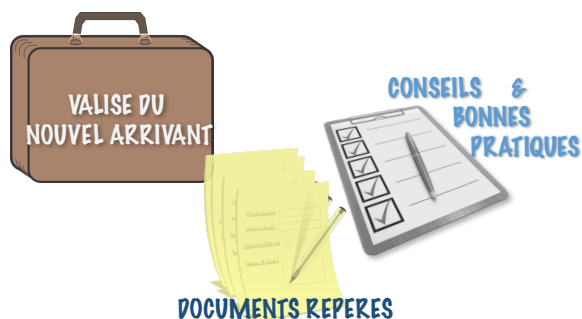 VALISE DU
NOUVEL ARRIVANT
CONSEILS &
BONNES
PRATIQUES
DOCUMENTS REPERES